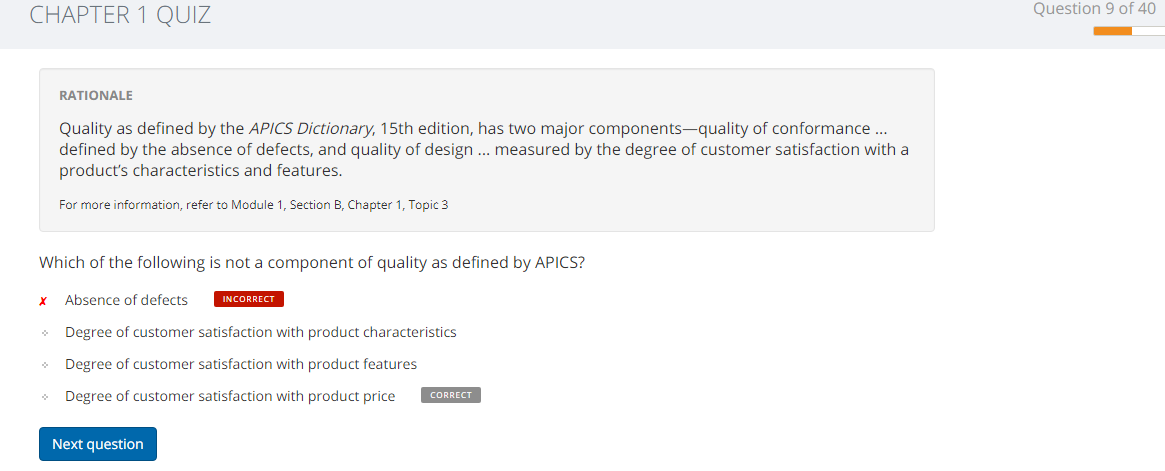 CHAPTER 1 QUIZ
Question 9 of 40
RATIONALE
Quality as defined by the APICS Dictionary, 15th edition, has two major components—quality of conformance ...
defined by the absence of defects, and quality of design ... measured by the degree of customer satisfaction with a
product's characteristics and features.
For more information, refer to Module 1, Section B, Chapter 1, Topic 3
Which of the following is not a component of quality as defined by APICS?
✗ Absence of defects INCORRECT
Degree of customer satisfaction with product characteristics
Degree of customer satisfaction with product features
Degree of customer satisfaction with product price CORRECT
Next question